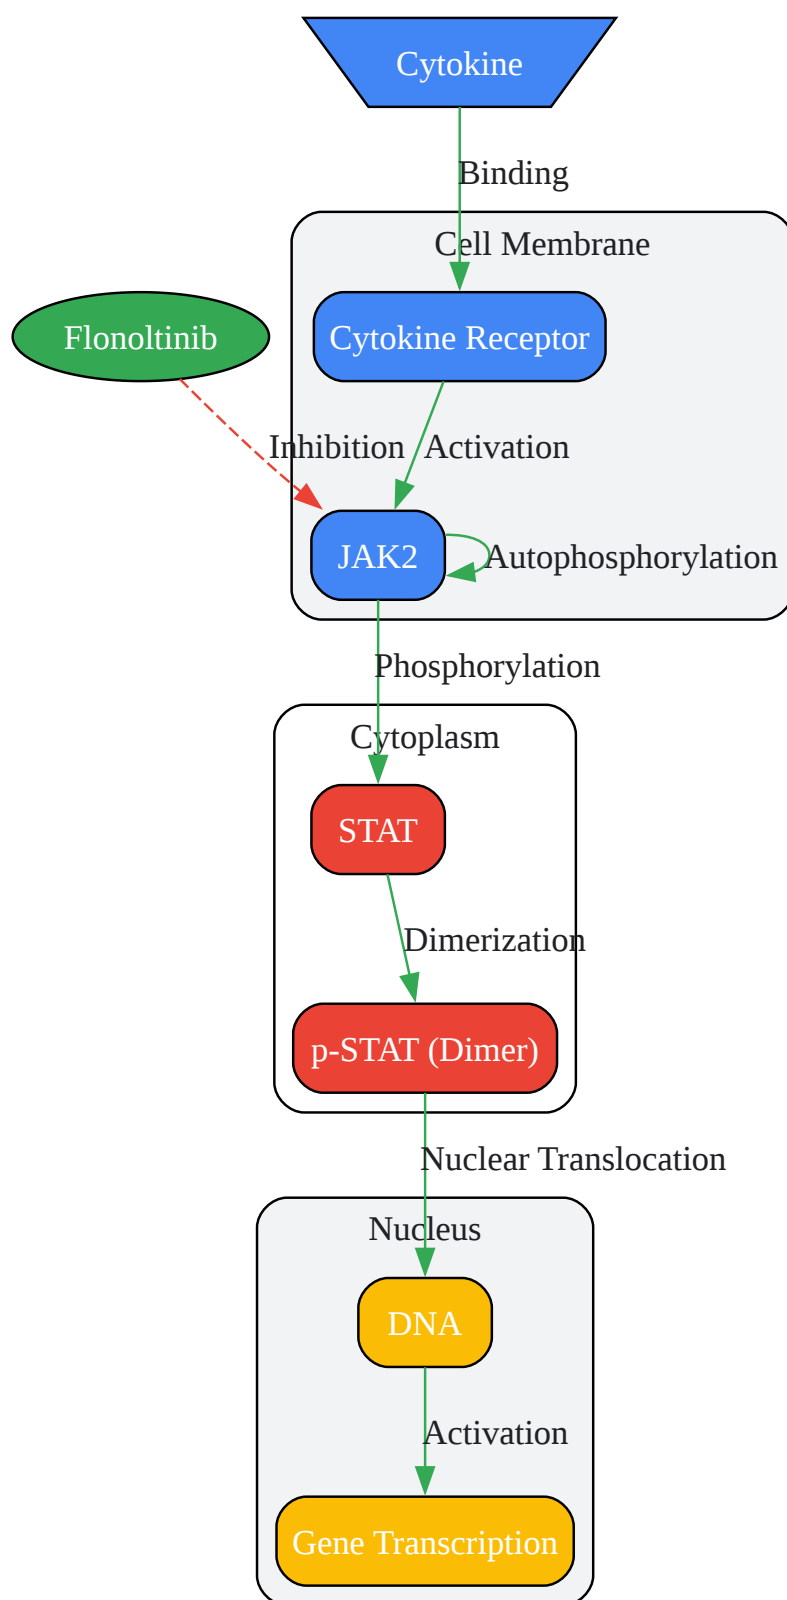 Cytokine
Binding
Cell Membrane
Flonoltinib
Cytokine Receptor
Inhibition
Activation
JAK2
Autophosphorylation
Phosphorylation
Cytoplasm
STAT
Dimerization
p-STAT (Dimer)
Nuclear Translocation
Nucleus
DNA
Activation
Gene Transcription